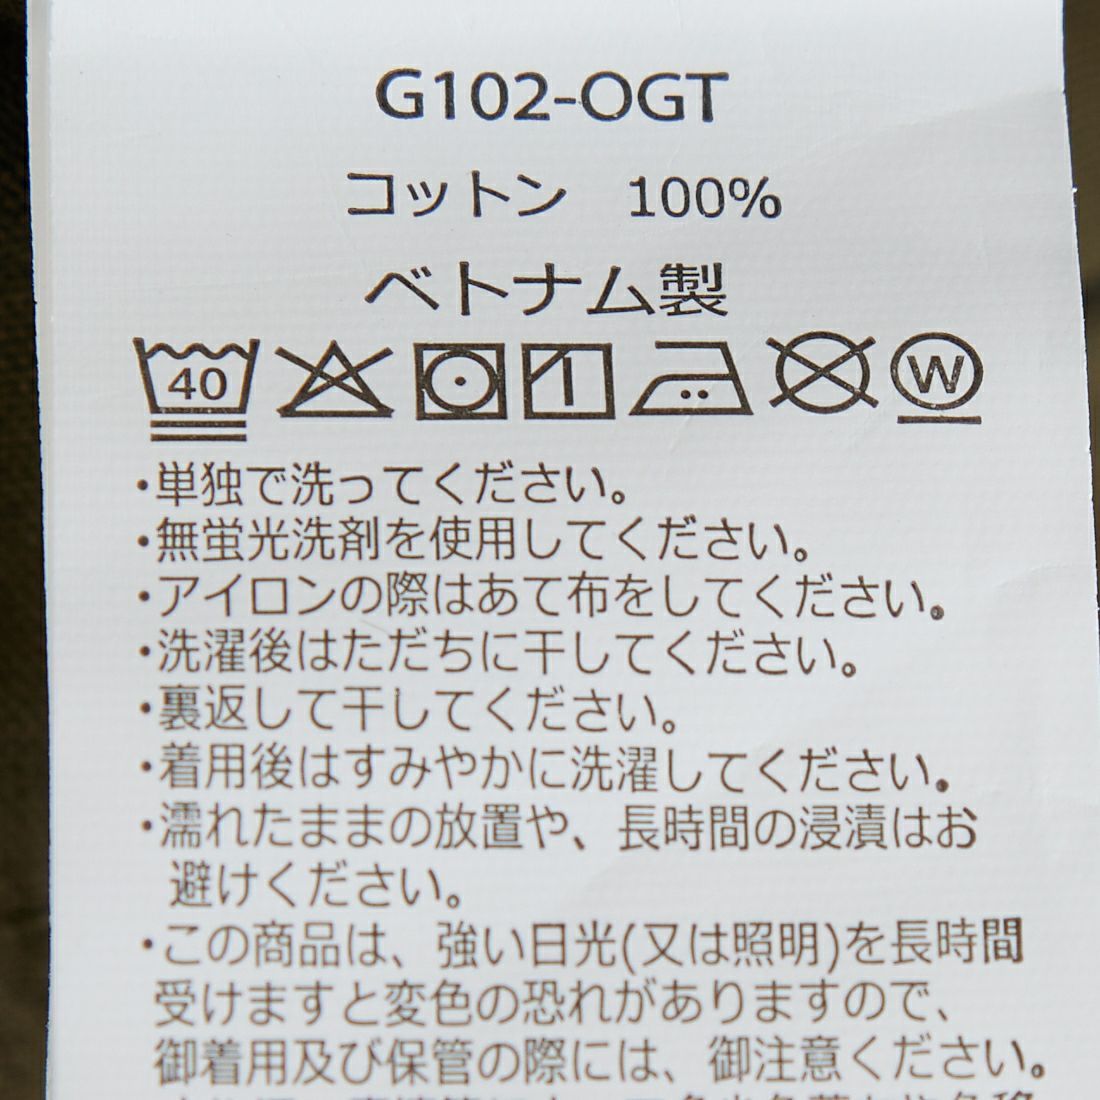 G102-OGT
コットン　100%
ベトナム製
40 W
・単独で洗ってください。
・無蛍光洗剤を使用してください。
・アイロンの際はあて布をしてください。
・洗濯後はただちに干してください。
・裏返して干してください。
・着用後はすみやかに洗濯してください。
・濡れたままの放置や、長時間の浸漬はお
避けください。
・この商品は、強い日光(又は照明)を長時間
受けますと変色の恐れがありますので、
御着用及び保管の際には、御注意ください。